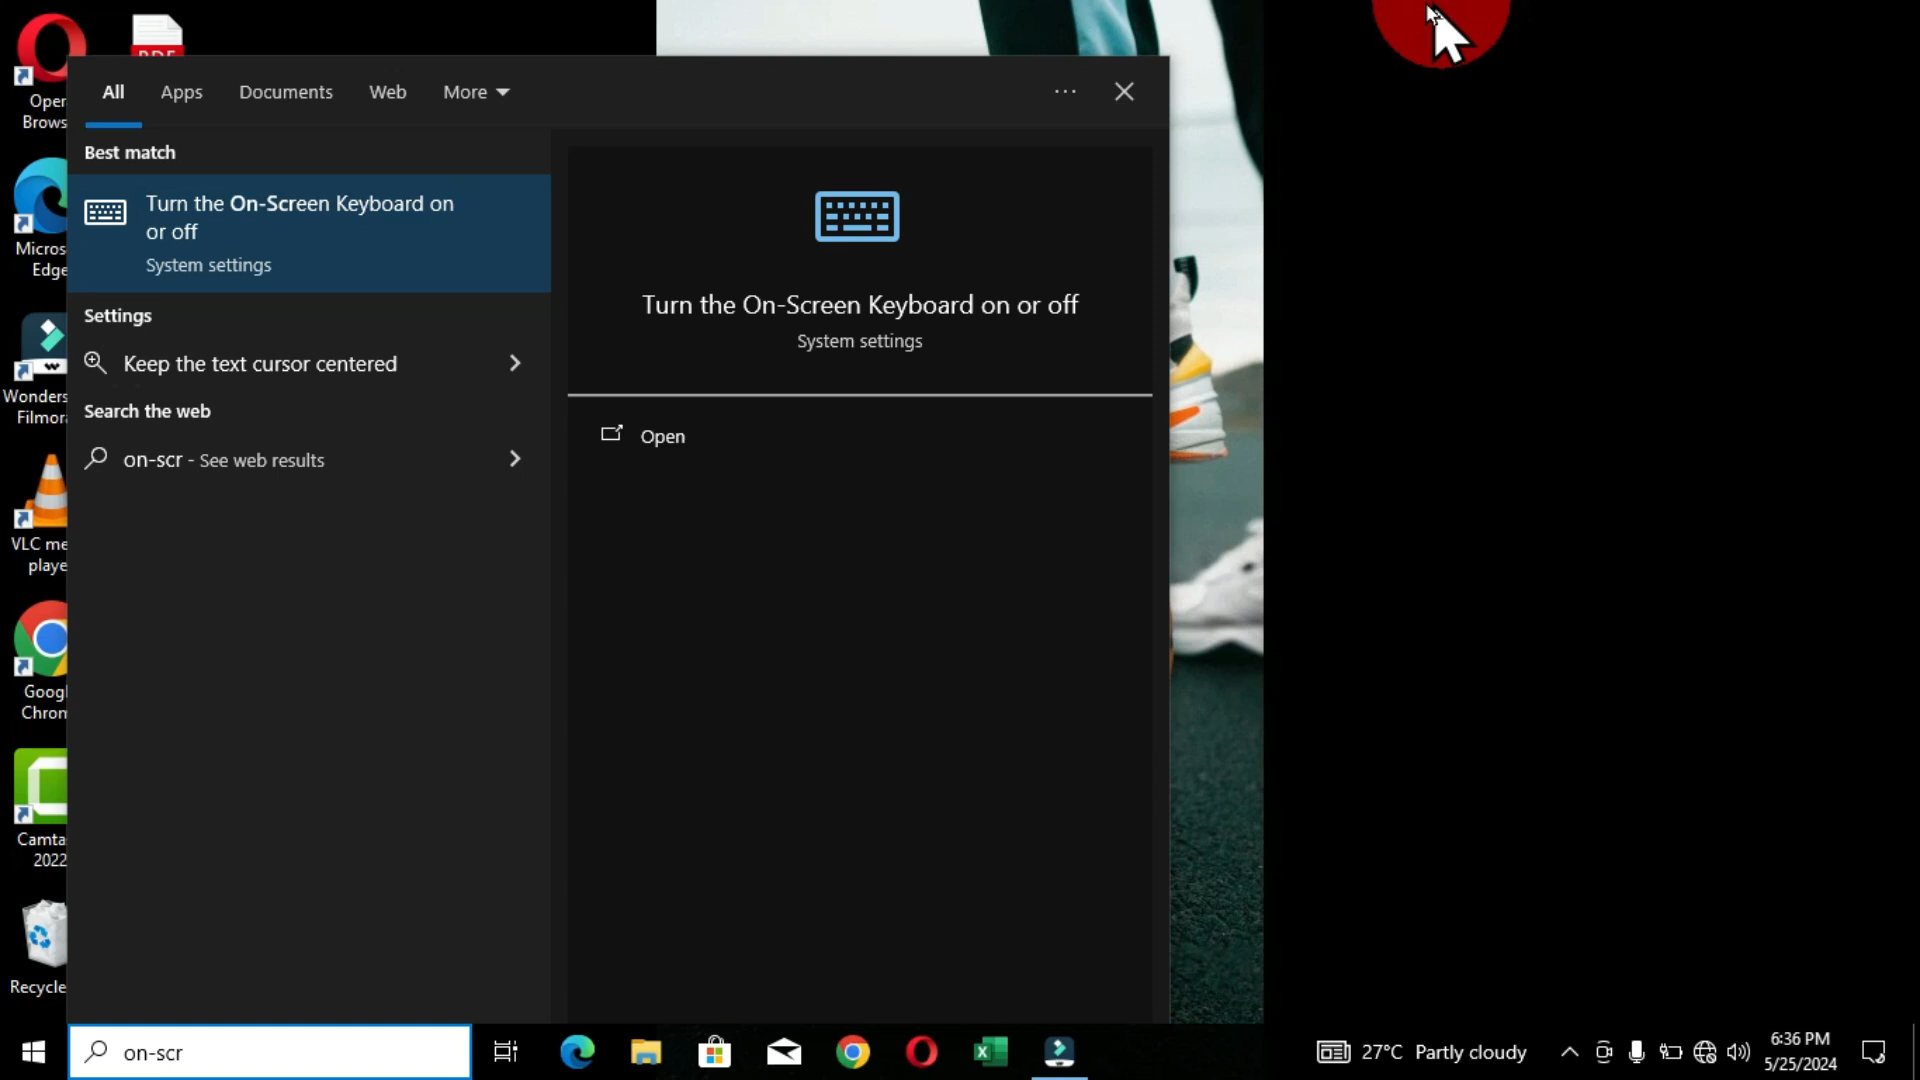 PDF
Oper
Brows
Micros
Edge
Wonders
Filmora
VLC me
playe
Googl
Chrom
Camta
2022
Recycle
All Apps Documents Web More
Best match
Turn the On-Screen Keyboard on
or off
System settings
Settings
Keep the text cursor centered
Search the web
on-scr - See web results
Turn the On-Screen Keyboard on or off
System settings
Open
on-scr
27°C Partly cloudy
6:36 PM
5/25/2024